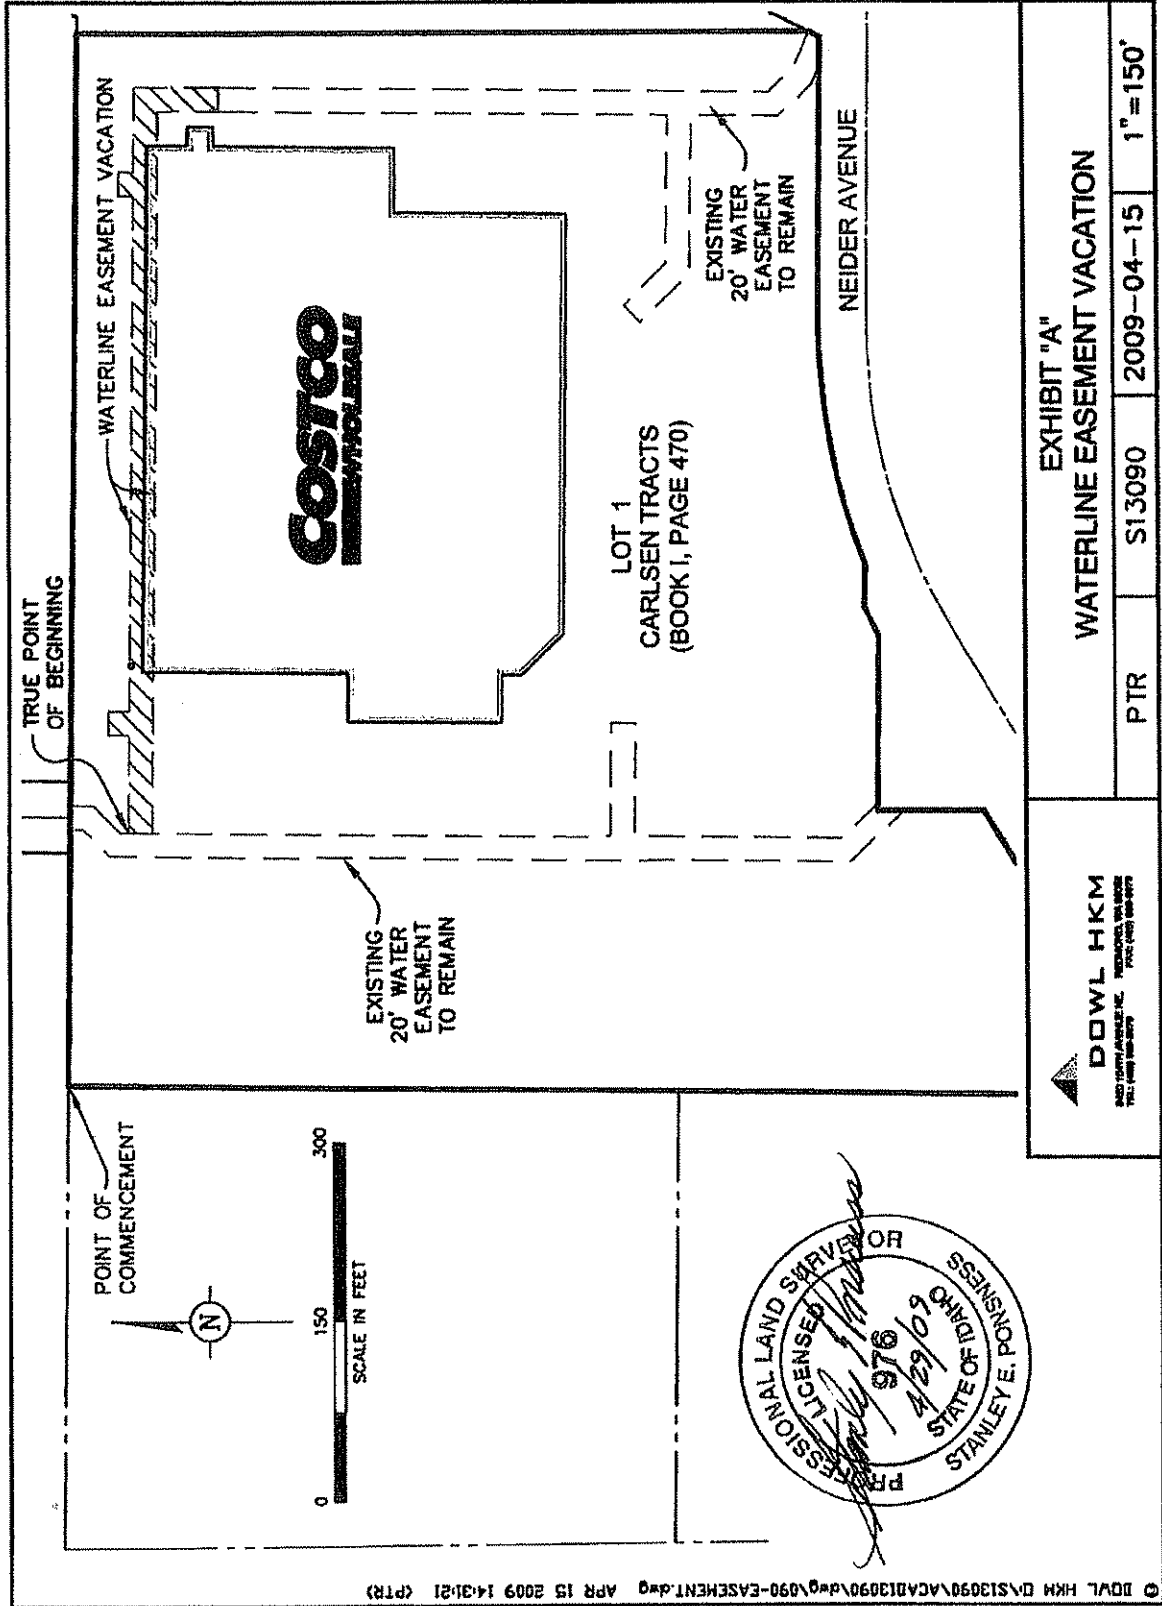 TRUE POINT
OF BEGINNING
WATERLINE EASEMENT VACATION
POINT OF
COMMENCEMENT
N
0 150 300
SCALE IN FEET
EXISTING
20' WATER
EASEMENT
TO REMAIN
COSTCO
WHOLESALE
EXISTING
20' WATER
EASEMENT
TO REMAIN
LOT 1
CARLSEN TRACTS
(BOOK I, PAGE 470)
NEIDER AVENUE
PROFESSIONAL LAND SURVEYOR
LICENSED
976
4/29/09
STATE OF IDAHO
STANLEY E. PONSNESS
DOWL HKM
EXHIBIT "A"
WATERLINE EASEMENT VACATION
PTR S13090 2009-04-15 1"=150'
© DOWL HKM D:\S13090\ACAD\13090\dwg\090-EASEMENT.dwg APR 15 2009 14:31:21 (PTR)